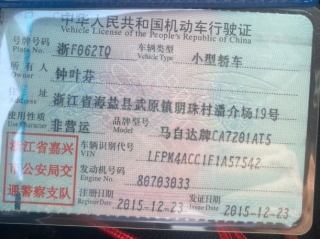 中华人民共和国机动车行驶证
Vehicle License of the People's Republic of China
号牌号码 浙F062TQ 车辆类型 小型轿车
Plate No. Vehicle Type
所有人 钟叶芬
Owner
住址 浙江省海盐县武原镇明珠村潘介场19号
Address
使用性质 非营运 品牌型号 马自达牌CA7201AT5
Use Character Model
浙江省嘉兴 车辆识别代号 LFPM4ACC1F1A57542
VIN
市公安局交 发动机号码 80703033
Engine No.
通警察支队 注册日期 2015-12-23 发证日期 2015-12-23
Register Date Issue Date